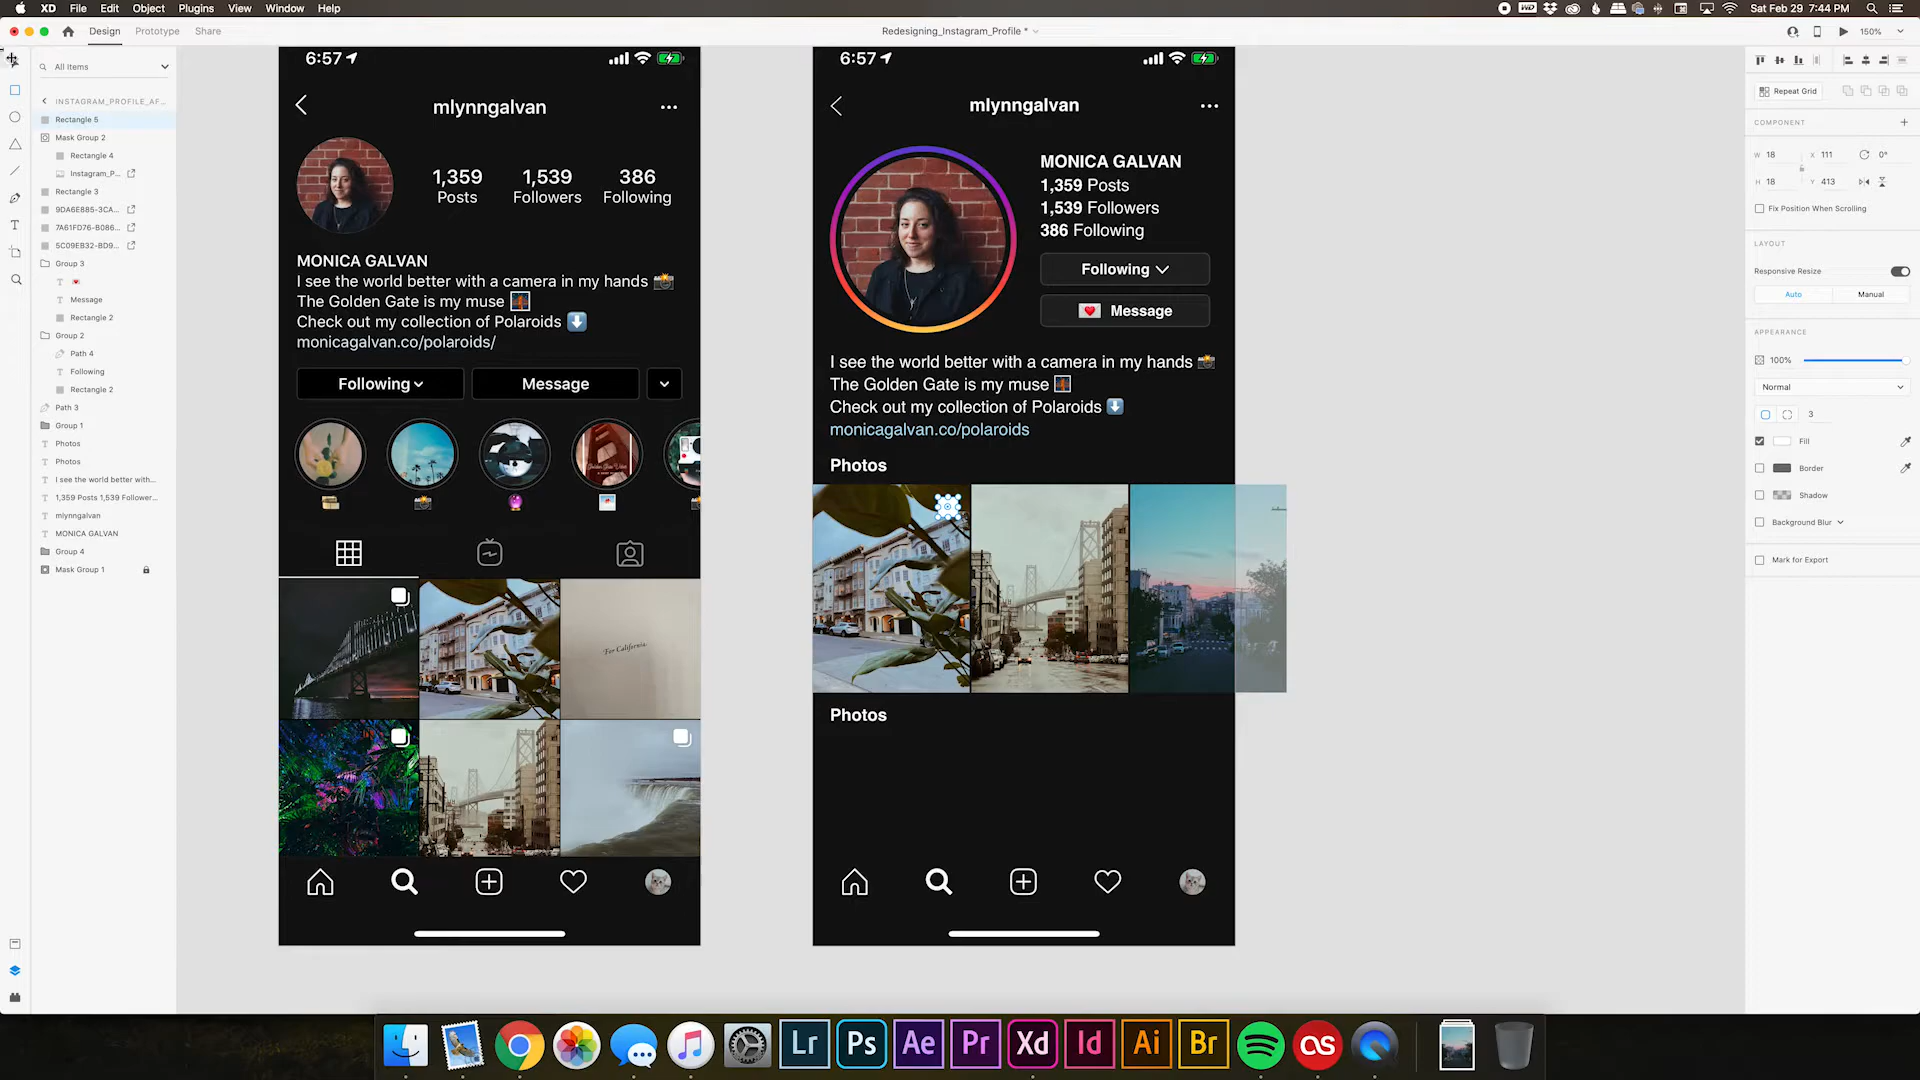 XD File Edit Object Plugins View Window Help
Sat Feb 29 7:44 PM
Design Prototype Share
Redesigning_Instagram_Profile *
150%
All Items
INSTAGRAM_PROFILE_AF...
Rectangle 5
Mask Group 2
Rectangle 4
Instagram_P...
Rectangle 3
9DA6E885-3CA...
7A61FD76-B086...
5C09EB32-BD9...
Group 3
Message
Rectangle 2
Group 2
Path 4
Following
Rectangle 2
Path 3
Group 1
Photos
Photos
I see the world better with...
1,359 Posts 1,539 Follower...
mlynngalvan
MONICA GALVAN
Group 4
Mask Group 1
6:57
mlynngalvan
1,359 1,539 386
Posts Followers Following
MONICA GALVAN
I see the world better with a camera in my hands 📸
The Golden Gate is my muse 🌉
Check out my collection of Polaroids ⬇️
monicagalvan.co/polaroids/
Following Message
For California.
6:57
mlynngalvan
MONICA GALVAN
1,359 Posts
1,539 Followers
386 Following
Following
💌 Message
I see the world better with a camera in my hands 📸
The Golden Gate is my muse 🌉
Check out my collection of Polaroids ⬇️
monicagalvan.co/polaroids
Photos
Photos
Repeat Grid
COMPONENT
W 18 X 111 0°
H 18 Y 413
Fix Position When Scrolling
LAYOUT
Responsive Resize
Auto Manual
APPEARANCE
100%
Normal
3
Fill
Border
Shadow
Background Blur
Mark for Export
Lr Ps Ae Pr Xd Id Ai Br